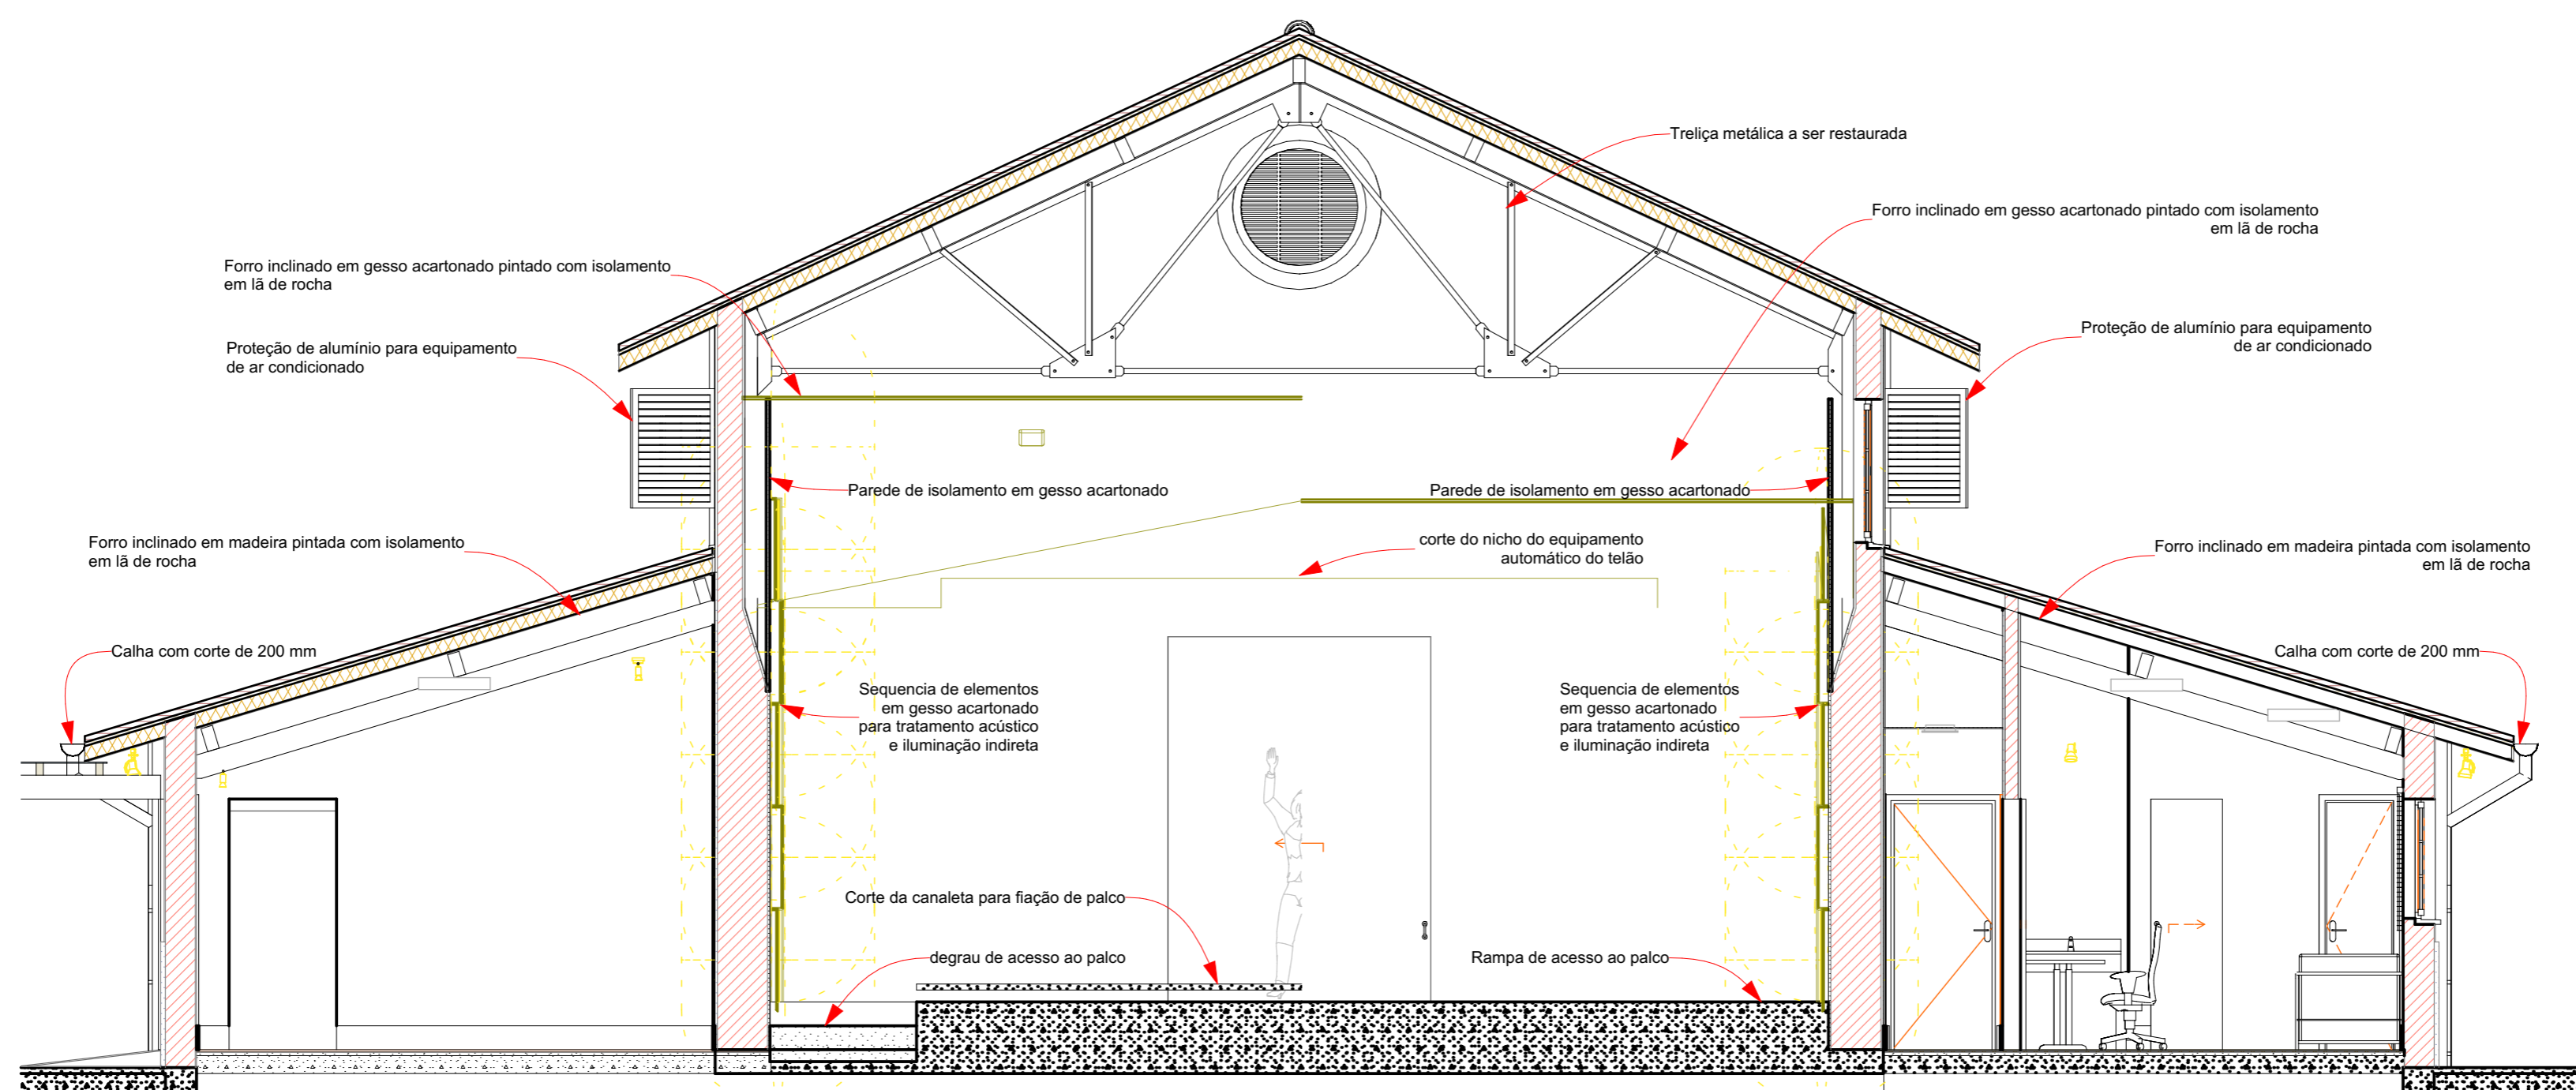 Treliça metálica a ser restaurada
Forro inclinado em gesso acartonado pintado com isolamento
em lã de rocha
Forro inclinado em gesso acartonado pintado com isolamento
em lã de rocha
Proteção de alumínio para equipamento
de ar condicionado
Proteção de alumínio para equipamento
de ar condicionado
Parede de isolamento em gesso acartonado
Parede de isolamento em gesso acartonado
Forro inclinado em madeira pintada com isolamento
em lã de rocha
corte do nicho do equipamento
automático do telão
Forro inclinado em madeira pintada com isolamento
em lã de rocha
Calha com corte de 200 mm
Calha com corte de 200 mm
Sequencia de elementos
em gesso acartonado
para tratamento acústico
e iluminação indireta
Sequencia de elementos
em gesso acartonado
para tratamento acústico
e iluminação indireta
Corte da canaleta para fiação de palco
degrau de acesso ao palco
Rampa de acesso ao palco